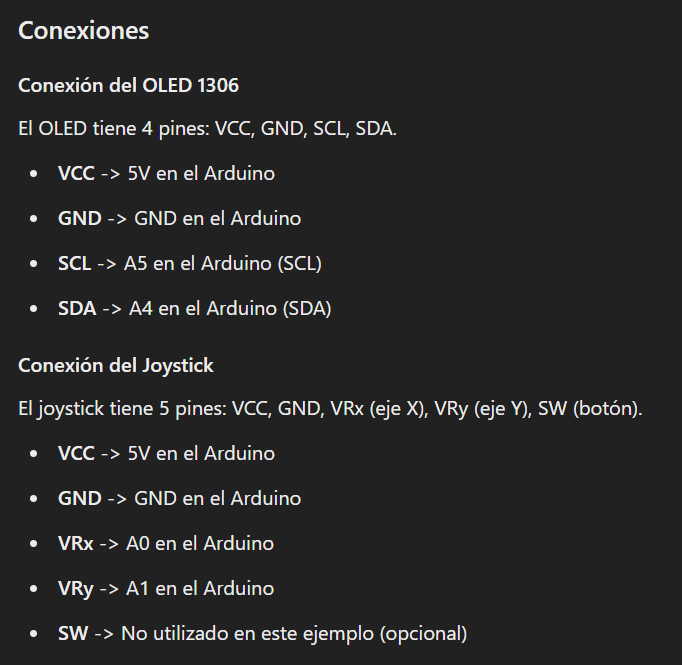 Conexiones
Conexión del OLED 1306
El OLED tiene 4 pines: VCC, GND, SCL, SDA.
• VCC -> 5V en el Arduino
• GND -> GND en el Arduino
• SCL -> A5 en el Arduino (SCL)
• SDA -> A4 en el Arduino (SDA)
Conexión del Joystick
El joystick tiene 5 pines: VCC, GND, VRx (eje X), VRy (eje Y), SW (botón).
• VCC -> 5V en el Arduino
• GND -> GND en el Arduino
• VRx -> A0 en el Arduino
• VRy -> A1 en el Arduino
• SW -> No utilizado en este ejemplo (opcional)